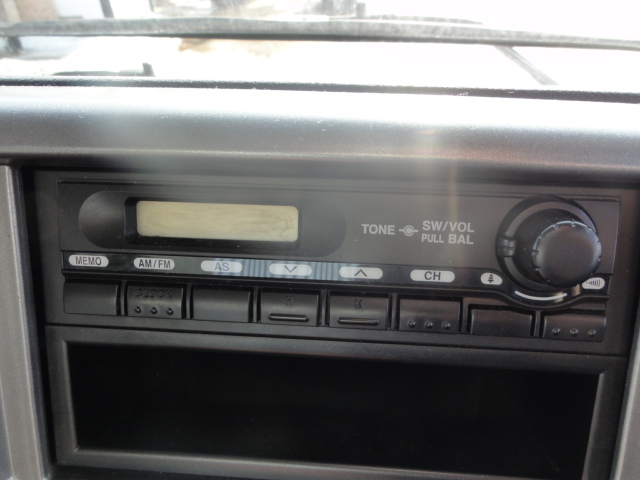 TONE SW/VOL
PULL BAL
MEMO AM/FM AS CH